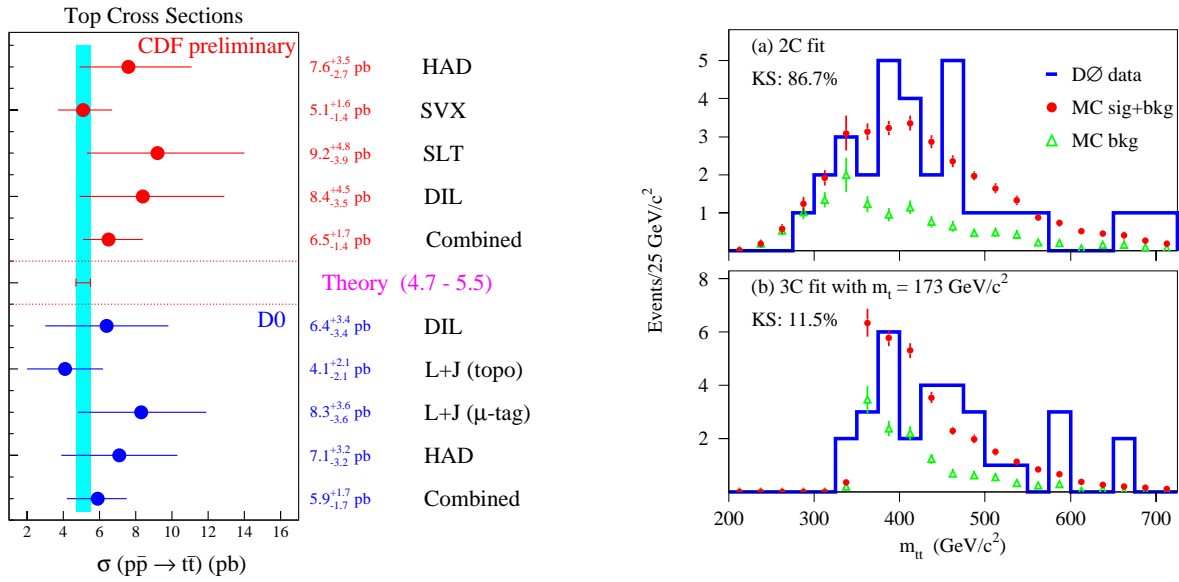 Top Cross Sections
CDF preliminary
7.6 +3.5 -2.7 pb HAD
5.1 +1.6 -1.4 pb SVX
9.2 +4.8 -3.9 pb SLT
8.4 +4.5 -3.5 pb DIL
6.5 +1.7 -1.4 pb Combined
Theory (4.7 - 5.5)
D0
6.4 +3.4 -3.4 pb DIL
4.1 +2.1 -2.1 pb L+J (topo)
8.3 +3.6 -3.6 pb L+J (μ-tag)
7.1 +3.2 -3.2 pb HAD
5.9 +1.7 -1.7 pb Combined
2 4 6 8 10 12 14 16
σ (pp̄ → tt̄) (pb)
Events/25 GeV/c²
(a) 2C fit
KS: 86.7%
DØ data
MC sig+bkg
MC bkg
5
4
3
2
1
(b) 3C fit with mt = 173 GeV/c²
KS: 11.5%
8
6
4
2
200 300 400 500 600 700
mtt (GeV/c²)